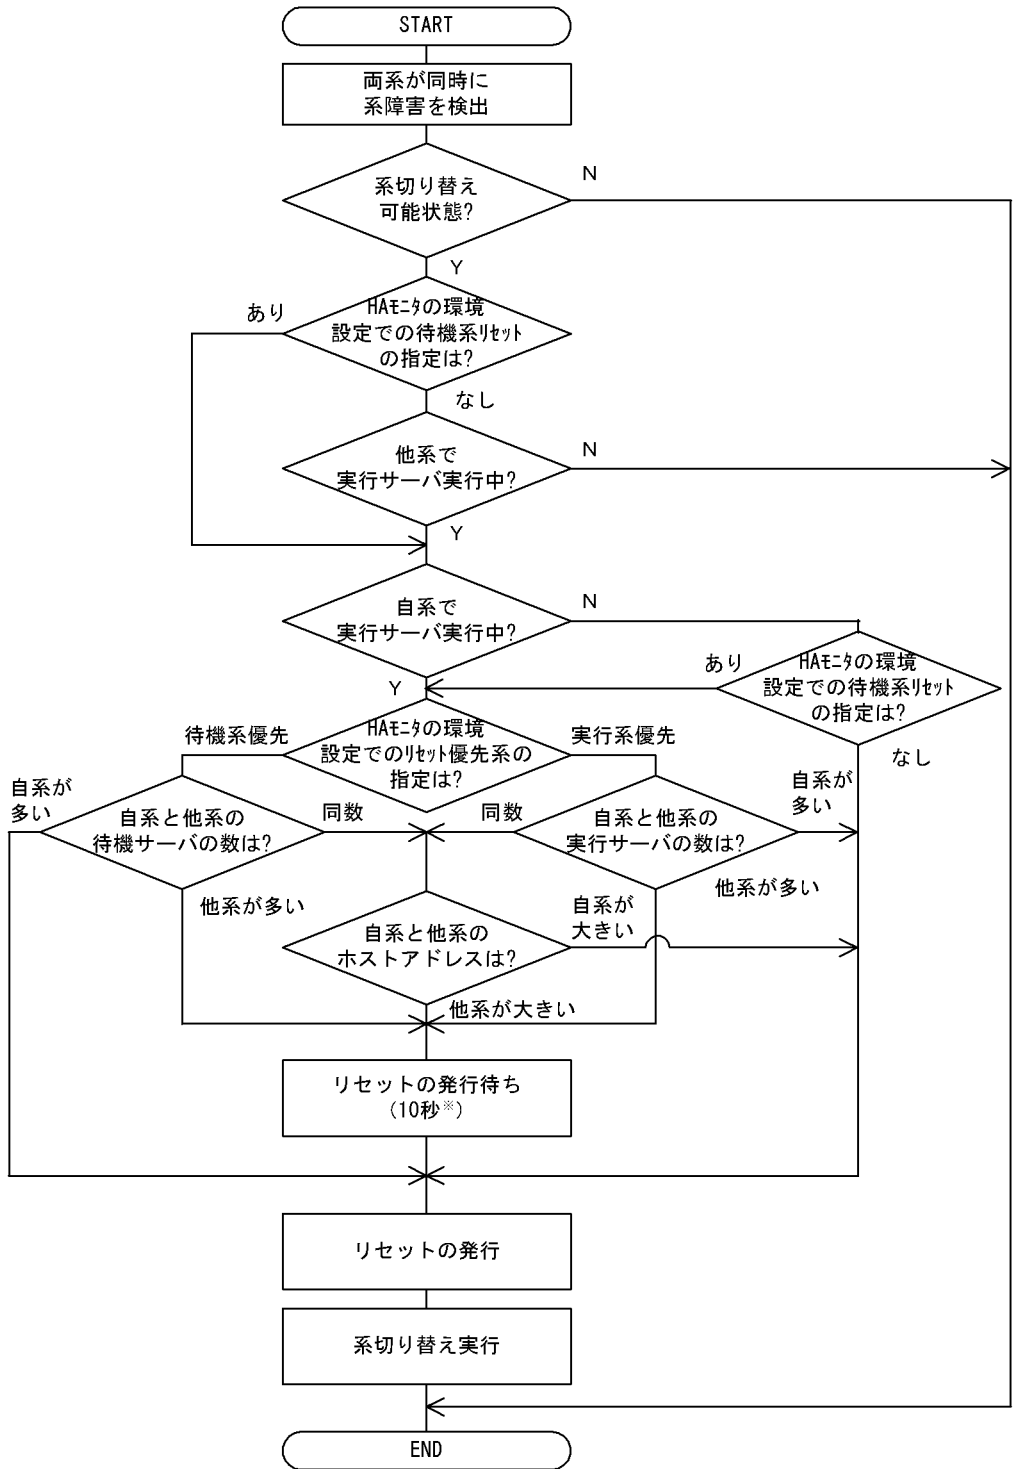 START
両系が同時に
系障害を検出
系切り替え
可能状態?
N
Y
HAﾓﾆﾀの環境
設定での待機系ﾘｾｯﾄ
の指定は?
あり
なし
他系で
実行サーバ実行中?
N
Y
自系で
実行サーバ実行中?
N
Y
HAﾓﾆﾀの環境
設定での待機系ﾘｾｯﾄ
の指定は?
あり
なし
HAﾓﾆﾀの環境
設定でのﾘｾｯﾄ優先系の
指定は?
待機系優先
実行系優先
自系が
多い
自系と他系の
待機サーバの数は?
同数
同数
自系と他系の
実行サーバの数は?
自系が
多い
他系が多い
他系が多い
自系と他系の
ホストアドレスは?
自系が
大きい
他系が大きい
リセットの発行待ち
(10秒※)
リセットの発行
系切り替え実行
END